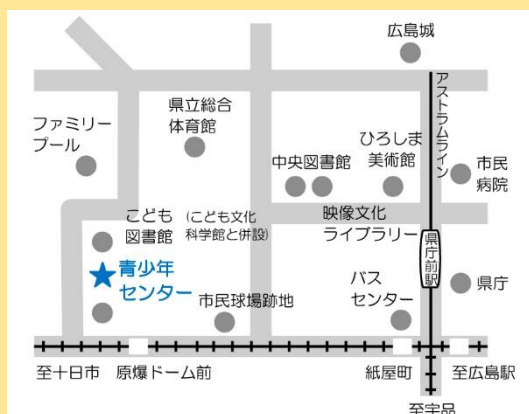 広島城
アストラムライン
県立総合
体育館
ファミリー
プール
ひろしま
美術館
中央図書館
市民
病院
こども
図書館
(こども文化
科学館と併設)
映像文化
ライブラリー
県庁前駅
青少年
センター
県庁
バス
センター
市民球場跡地
至十日市
原爆ドーム前
紙屋町
至広島駅
至宇品